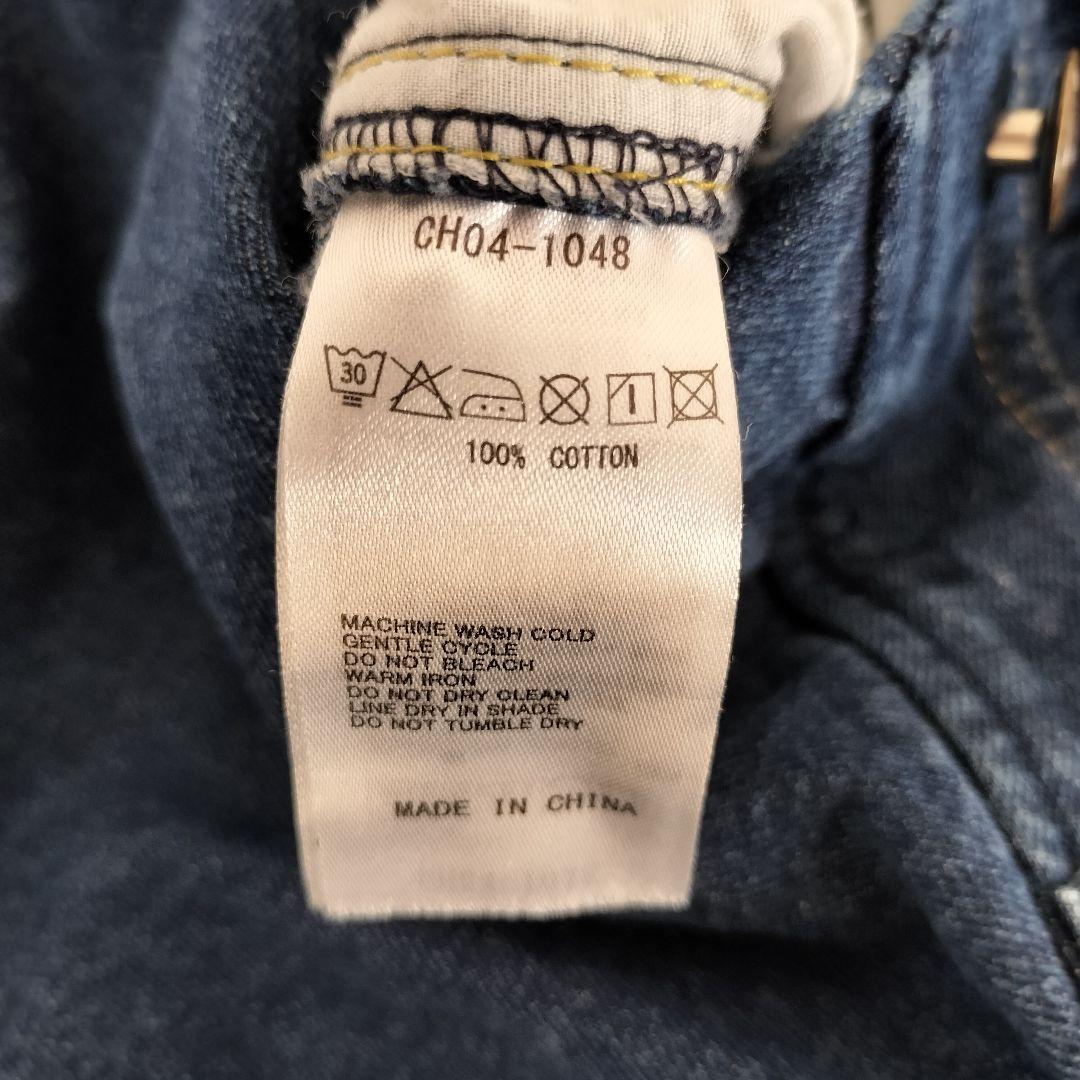 CH04-1048
30
100% COTTON
MACHINE WASH COLD
GENTLE CYCLE
DO NOT BLEACH
WARM IRON
DO NOT DRY CLEAN
LINE DRY IN SHADE
DO NOT TUMBLE DRY
MADE IN CHINA